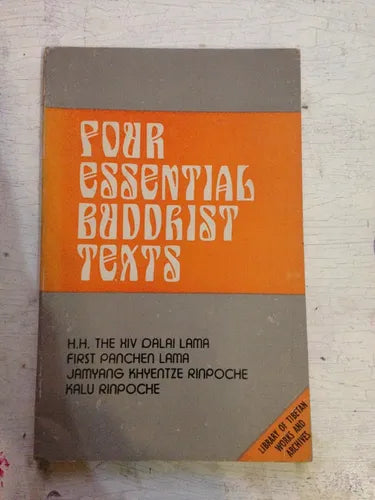 FOUR
ESSENTIAL
BUDDHIST
TEXTS
H.H. THE XIV DALAI LAMA
FIRST PANCHEN LAMA
JAMYANG KHYENTZE RINPOCHE
KALU RINPOCHE
LIBRARY OF TIBETAN
WORKS AND
ARCHIVES